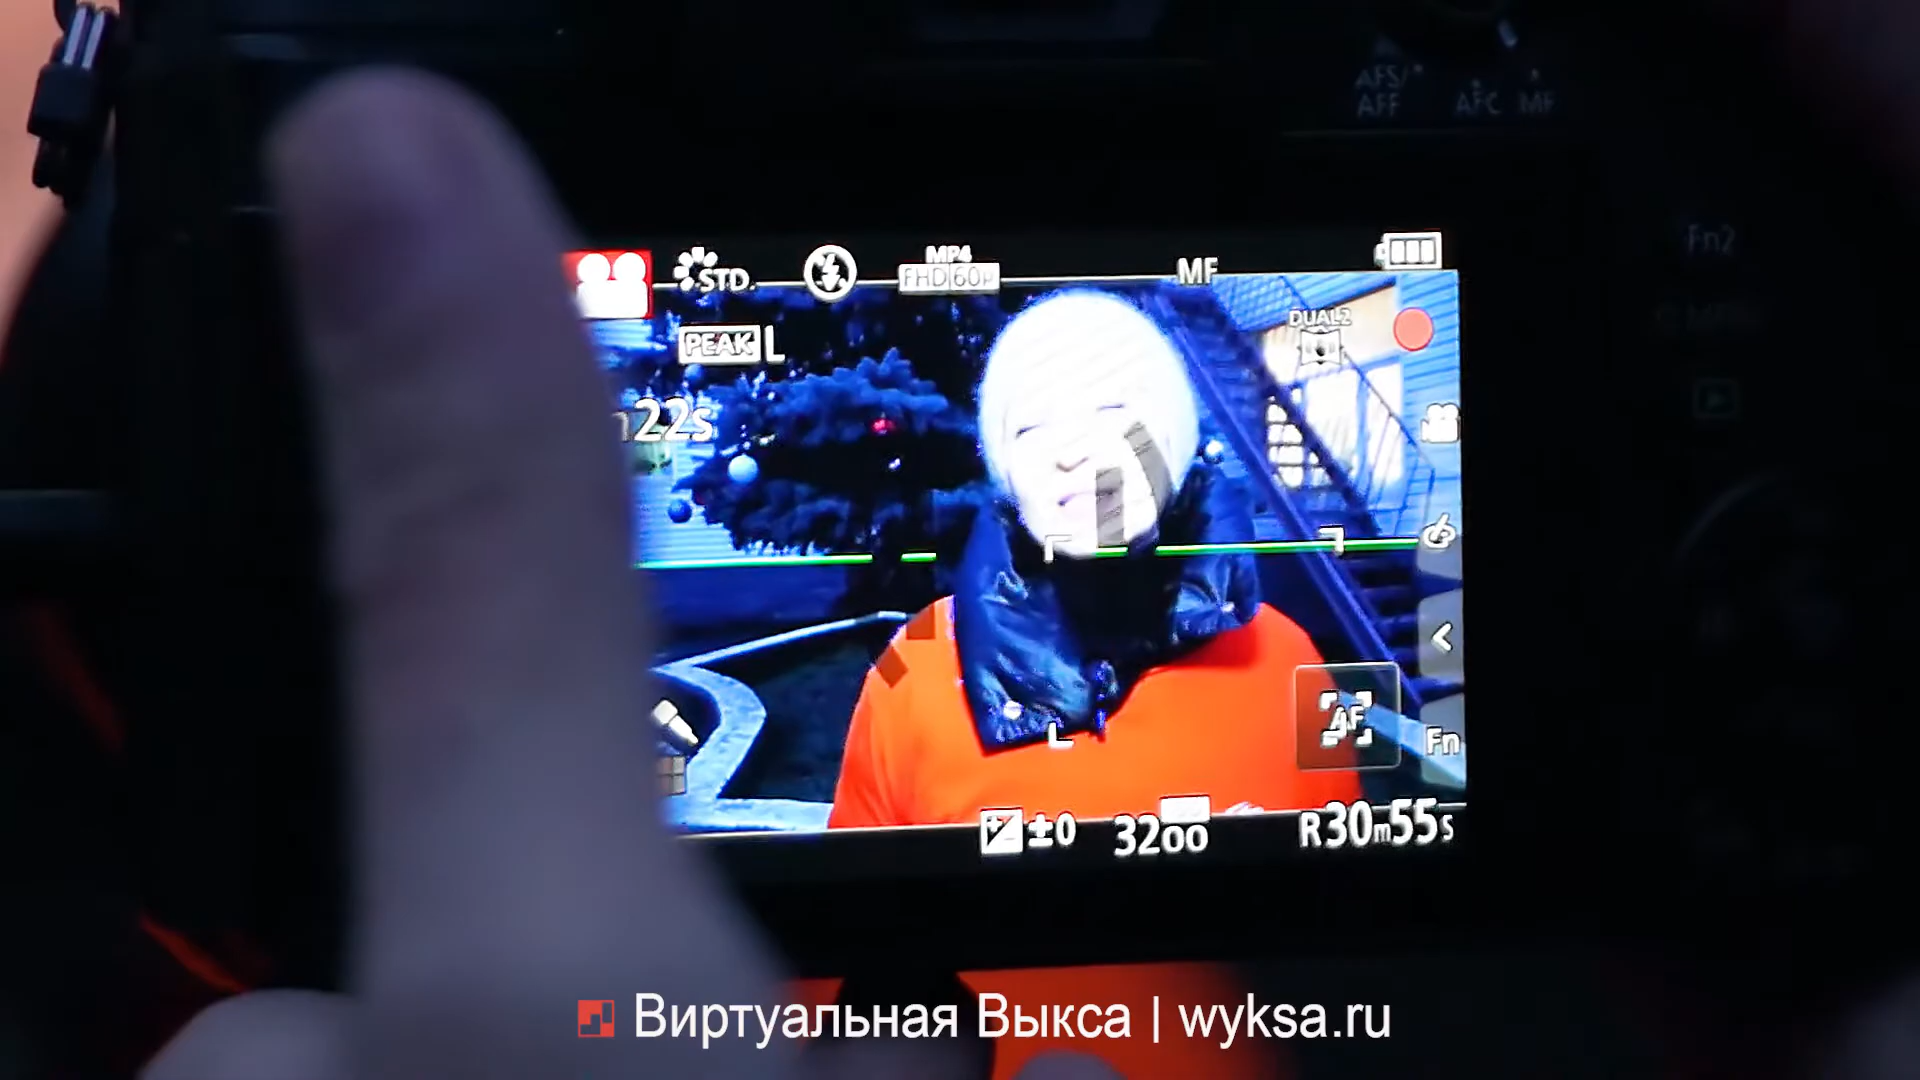 AFS/
AFF AFC MF
Fn2
STD.
MP4
FHD 60p
MF
PEAK L
DUAL2
22s
AF
Fn
±0
3200
R30m55s
Виртуальная Выкса | wyksa.ru